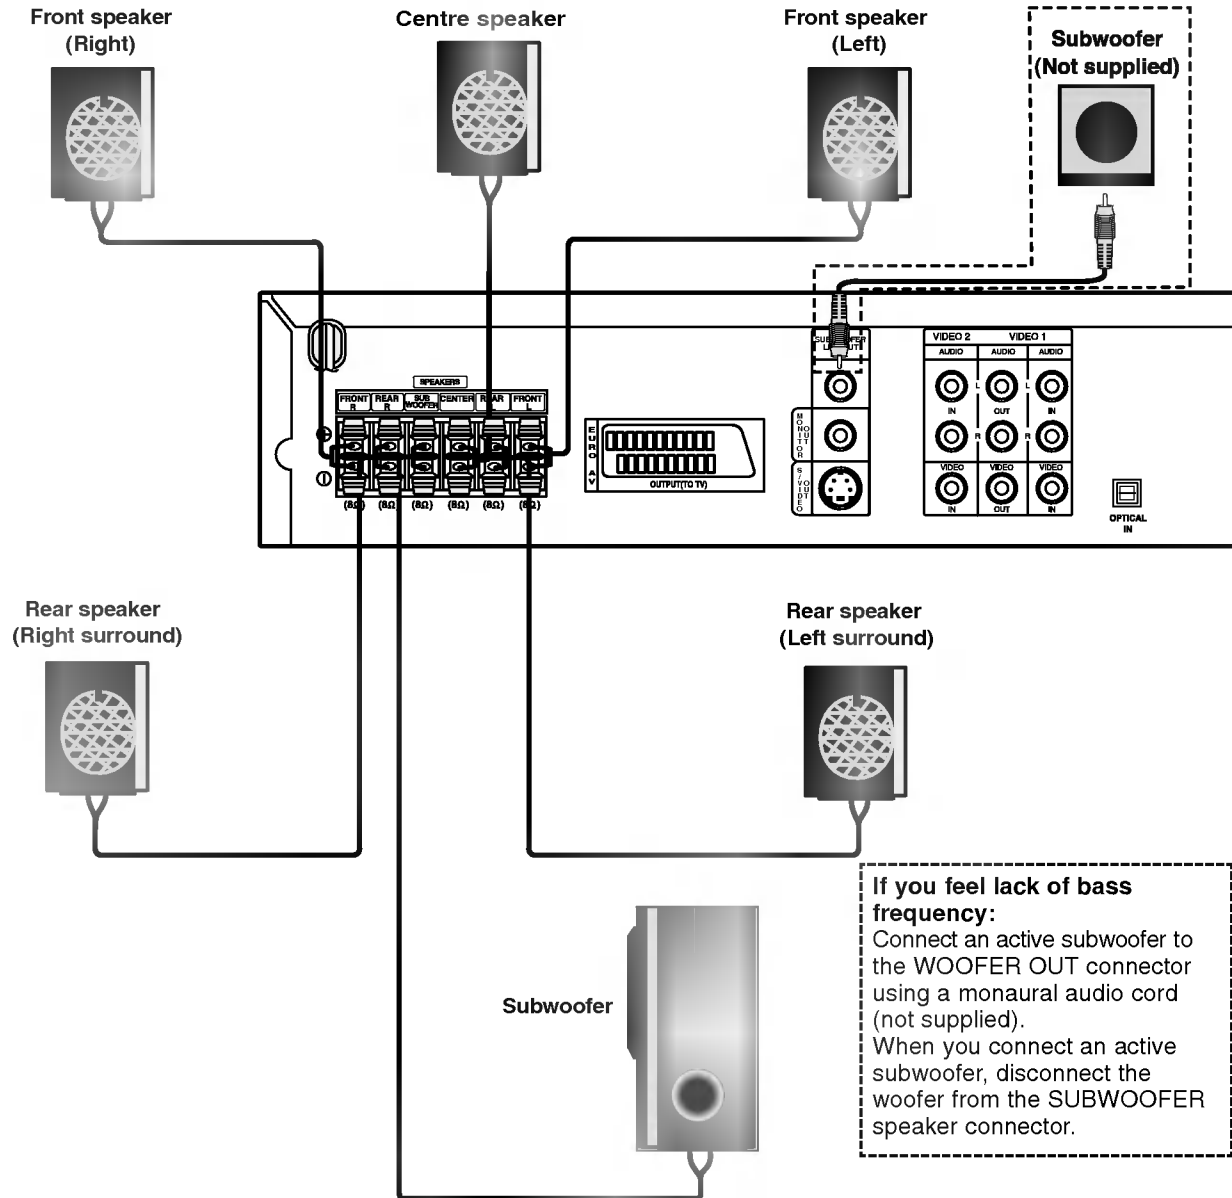 Front speaker
(Right)
Centre speaker
Front speaker
(Left)
Subwoofer
(Not supplied)
SPEAKERS
FRONT
R
REAR
R
SUB
WOOFER
CENTER
REAR
L
FRONT
L
(8Ω)
(8Ω)
(8Ω)
(8Ω)
(8Ω)
(8Ω)
EURO AV
OUTPUT(TO TV)
MONITOR
OUT
S/VIDEO
OUT
VIDEO 2
VIDEO 1
AUDIO
AUDIO
AUDIO
L
L
IN
OUT
IN
R
R
VIDEO
VIDEO
VIDEO
IN
OUT
IN
OPTICAL
IN
Rear speaker
(Right surround)
Rear speaker
(Left surround)
Subwoofer
If you feel lack of bass
frequency:
Connect an active subwoofer to
the WOOFER OUT connector
using a monaural audio cord
(not supplied).
When you connect an active
subwoofer, disconnect the
woofer from the SUBWOOFER
speaker connector.